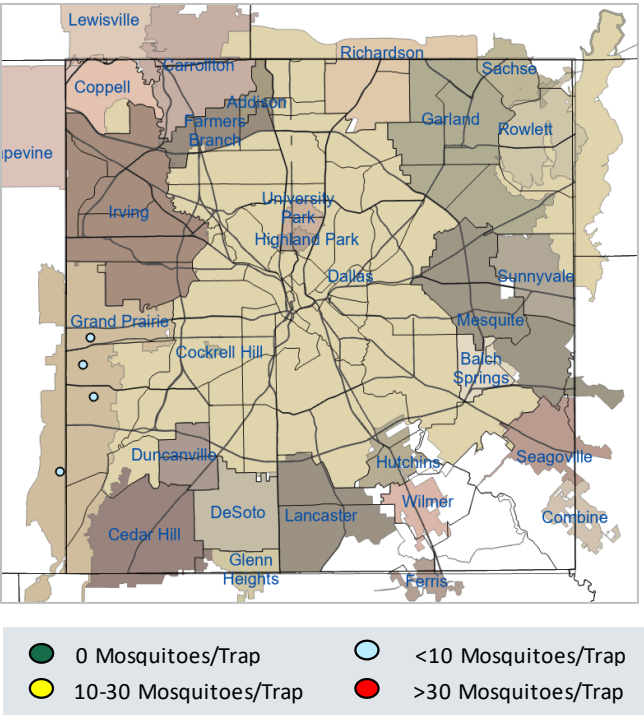 Lewisville
Richardson
Carrollton
Sachse
Coppell
Addison
Garland
Farmers
Branch
Rowlett
apevine
University
Park
Irving
Highland Park
Dallas
Sunnyvale
Grand Prairie
Mesquite
Cockrell Hill
Balch
Springs
Duncanville
Hutchins
Seagoville
Wilmer
DeSoto
Lancaster
Combine
Cedar Hill
Glenn
Heights
Ferris
0 Mosquitoes/Trap
<10 Mosquitoes/Trap
10-30 Mosquitoes/Trap
>30 Mosquitoes/Trap